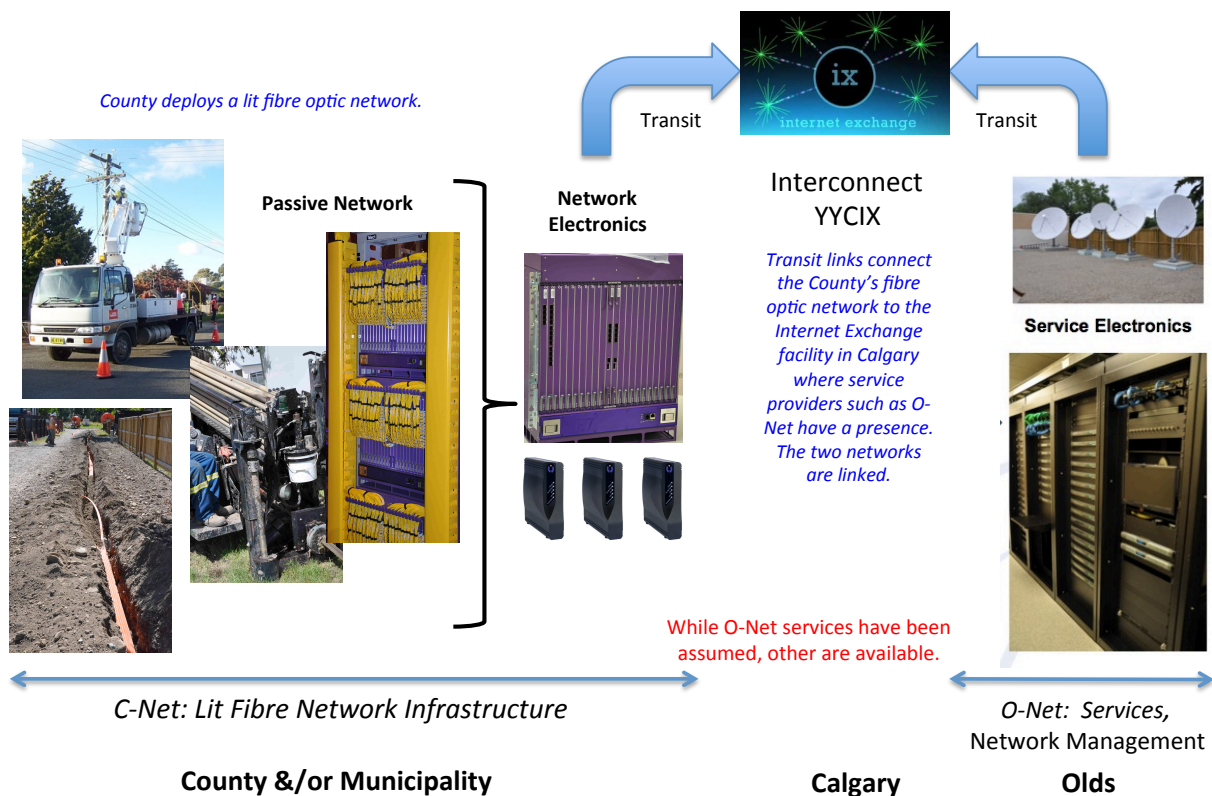 County deploys a lit fibre optic network.
Passive Network
Network
Electronics
Transit
ix
internet exchange
Transit
Interconnect
YYCIX
Transit links connect
the County's fibre
optic network to the
Internet Exchange
facility in Calgary
where service
providers such as O-
Net have a presence.
The two networks
are linked.
Service Electronics
While O-Net services have been
assumed, other are available.
C-Net: Lit Fibre Network Infrastructure
O-Net: Services,
Network Management
County &/or Municipality
Calgary
Olds